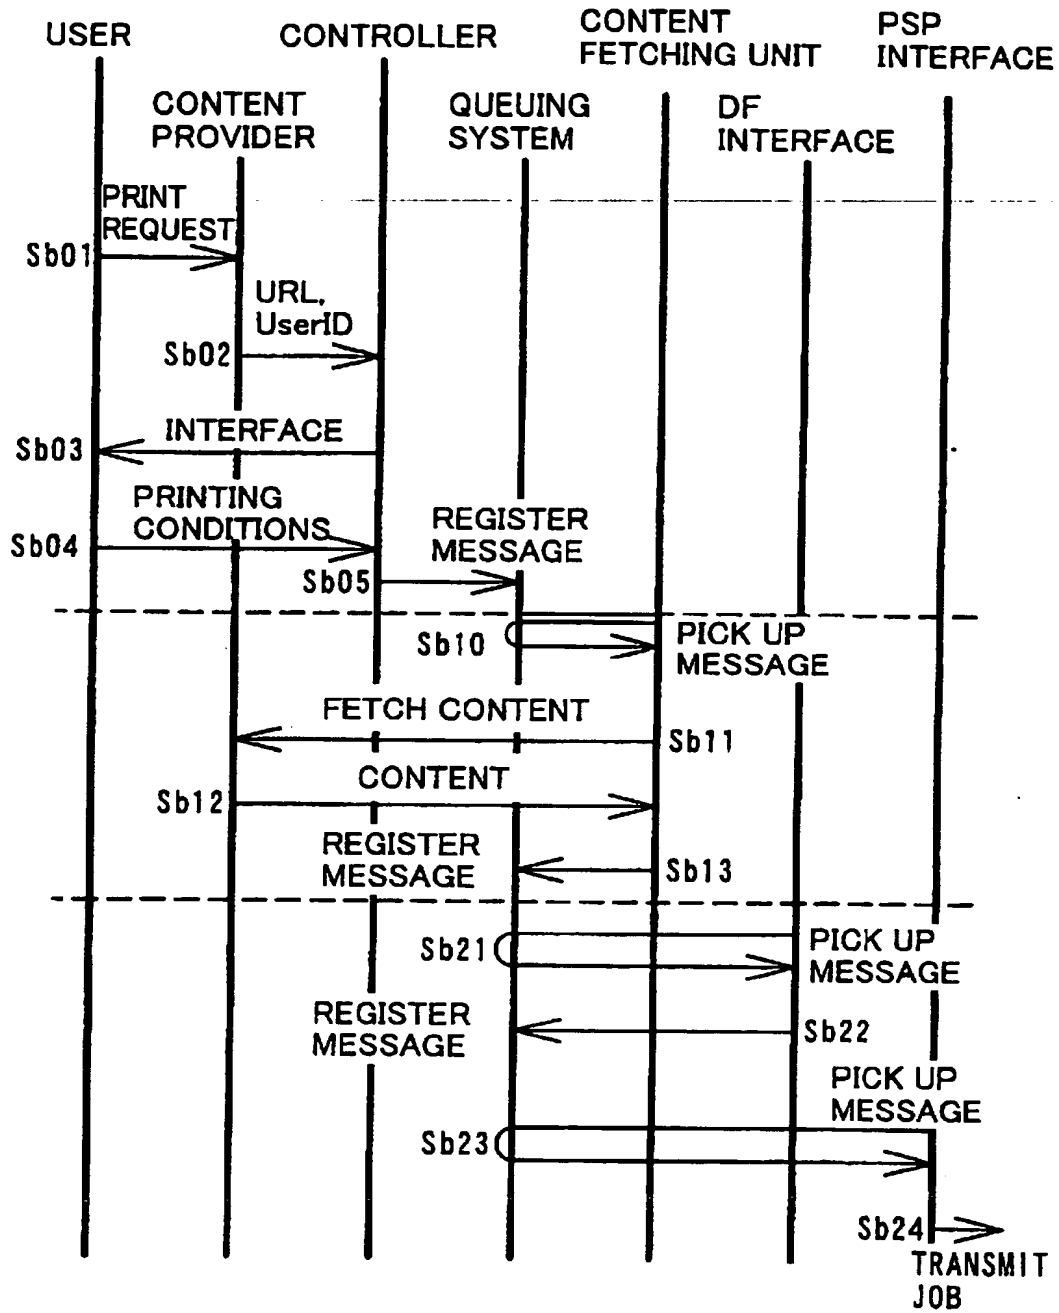 USER
CONTROLLER
CONTENT
FETCHING UNIT
PSP
INTERFACE
CONTENT
PROVIDER
QUEUING
SYSTEM
DF
INTERFACE
PRINT
REQUEST
Sb01
URL,
UserID
Sb02
INTERFACE
Sb03
PRINTING
CONDITIONS
Sb04
REGISTER
MESSAGE
Sb05
Sb10
PICK UP
MESSAGE
FETCH CONTENT
Sb11
CONTENT
Sb12
REGISTER
MESSAGE
Sb13
Sb21
PICK UP
MESSAGE
REGISTER
MESSAGE
Sb22
PICK UP
MESSAGE
Sb23
Sb24
TRANSMIT
JOB